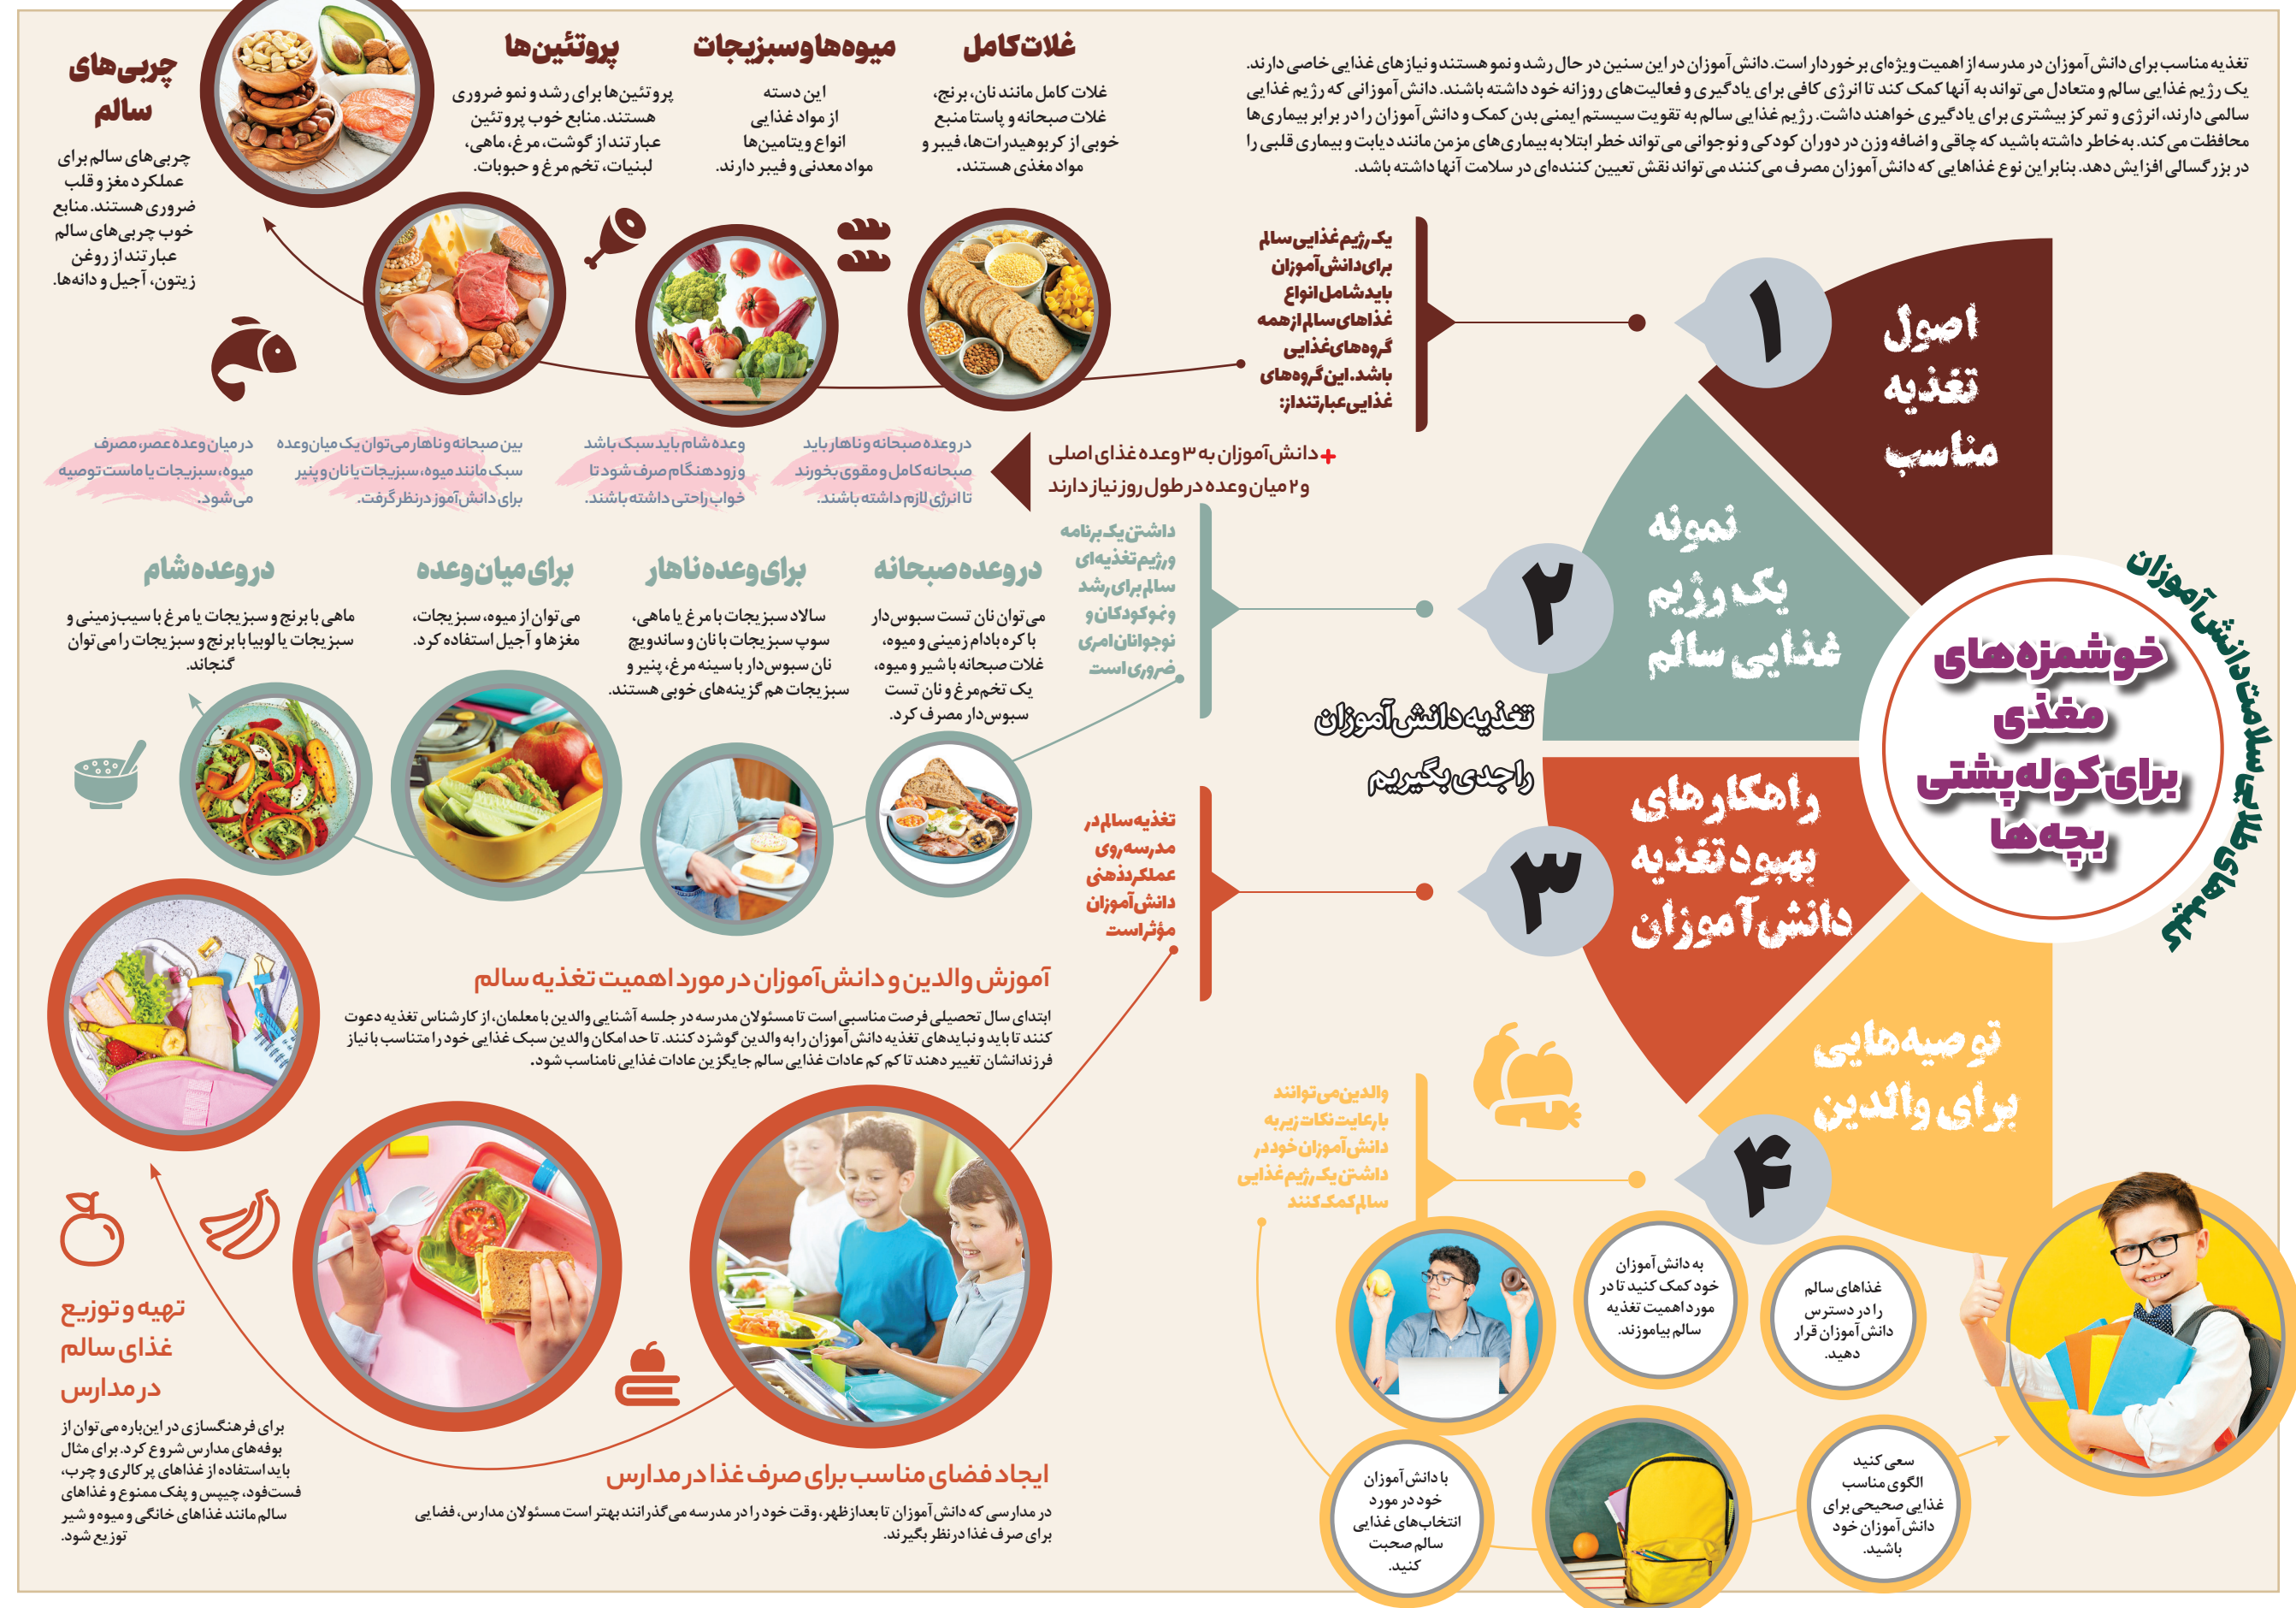 تغذیه مناسب برای دانش‌آموزان در مدرسه از اهمیت ویژه‌ای برخوردار است. دانش‌آموزان در این سنین در حال رشد و نمو هستند و نیازهای غذایی خاصی دارند.
یک رژیم غذایی سالم و متعادل می‌تواند به آنها کمک کند تا انرژی کافی برای یادگیری و فعالیت‌های روزانه خود داشته باشند. دانش‌آموزانی که رژیم غذایی
سالمی دارند، انرژی و تمرکز بیشتری برای یادگیری خواهند داشت. رژیم غذایی سالم به تقویت سیستم ایمنی بدن کمک و دانش‌آموزان را در برابر بیماری‌ها
محافظت می‌کند. به‌خاطر داشته باشید که چاقی و اضافه وزن در دوران کودکی و نوجوانی می‌تواند خطر ابتلا به بیماری‌های مزمن مانند دیابت و بیماری قلبی را
در بزرگسالی افزایش دهد. بنابراین نوع غذاهایی که دانش‌آموزان مصرف می‌کنند می‌تواند نقش تعیین کننده‌ای در سلامت آنها داشته باشد.
کلیدهای طلایی سلامت دانش‌آموزان
خوشمزه‌های
مغذی
برای کوله‌پشتی
بچه‌ها
تغذیه دانش‌آموزان
را جدی بگیریم
۱
اصول
تغذیه
مناسب
یک رژیم غذایی سالم
برای دانش‌آموزان
باید شامل انواع
غذاهای سالم از همه
گروه‌های غذایی
باشد. این گروه‌های
غذایی عبارتند از:
غلات کامل
غلات کامل مانند نان، برنج،
غلات صبحانه و پاستا منبع
خوبی از کربوهیدرات‌ها، فیبر و
مواد مغذی هستند.
میوه‌ها و سبزیجات
این دسته
از مواد غذایی
انواع ویتامین‌ها
مواد معدنی و فیبر دارند.
پروتئین‌ها
پروتئین‌ها برای رشد و نمو ضروری
هستند. منابع خوب پروتئین
عبارتند از گوشت، مرغ، ماهی،
لبنیات، تخم مرغ و حبوبات.
چربی‌های
سالم
چربی‌های سالم برای
عملکرد مغز و قلب
ضروری هستند. منابع
خوب چربی‌های سالم
عبارتند از روغن
زیتون، آجیل و دانه‌ها.
+دانش‌آموزان به ۳ وعده غذای اصلی
و ۲ میان وعده در طول روز نیاز دارند
در وعده صبحانه و ناهار باید
صبحانه کامل و مقوی بخورند
تا انرژی لازم داشته باشند.
وعده شام باید سبک باشد
و زودهنگام صرف شود تا
خواب راحتی داشته باشند.
بین صبحانه و ناهار می‌توان یک میان‌وعده
سبک مانند میوه، سبزیجات یا نان و پنیر
برای دانش‌آموز در نظر گرفت.
در میان وعده عصر، مصرف
میوه، سبزیجات یا ماست توصیه
می‌شود.
۲
نمونه
یک رژیم
غذایی سالم
داشتن یک برنامه
و رژیم تغذیه‌ای
سالم برای رشد
و نمو کودکان و
نوجوانان امری
ضروری است
در وعده صبحانه
می‌توان نان تست سبوس‌دار
با کره بادام زمینی و میوه،
غلات صبحانه با شیر و میوه،
یک تخم‌مرغ و نان تست
سبوس‌دار مصرف کرد.
برای وعده ناهار
سالاد سبزیجات با مرغ یا ماهی،
سوپ سبزیجات با نان و ساندویچ
نان سبوس‌دار با سینه مرغ، پنیر و
سبزیجات هم گزینه‌های خوبی هستند.
برای میان وعده
می‌توان از میوه، سبزیجات،
مغزها و آجیل استفاده کرد.
در وعده شام
ماهی با برنج و سبزیجات یا مرغ با سیب‌زمینی و
سبزیجات یا لوبیا با برنج و سبزیجات را می‌توان
گنجاند.
۳
راهکارهای
بهبود تغذیه
دانش‌آموزان
تغذیه سالم در
مدرسه روی
عملکرد ذهنی
دانش‌آموزان
مؤثر است
آموزش والدین و دانش‌آموزان در مورد اهمیت تغذیه سالم
ابتدای سال تحصیلی فرصت مناسبی است تا مسئولان مدرسه در جلسه آشنایی والدین با معلمان، از کارشناس تغذیه دعوت
کنند تا باید و نبایدهای تغذیه دانش‌آموزان را به والدین گوشزد کنند. تا حد امکان والدین سبک غذایی خود را متناسب با نیاز
فرزندانشان تغییر دهند تا کم کم عادات غذایی سالم جایگزین عادات غذایی نامناسب شود.
ایجاد فضای مناسب برای صرف غذا در مدارس
در مدارسی که دانش‌آموزان تا بعدازظهر، وقت خود را در مدرسه می‌گذرانند بهتر است مسئولان مدارس، فضایی
برای صرف غذا در نظر بگیرند.
تهیه و توزیع
غذای سالم
در مدارس
برای فرهنگسازی در این‌باره می‌توان از
بوفه‌های مدارس شروع کرد. برای مثال
باید استفاده از غذاهای پر کالری و چرب،
فست‌فود، چیپس و پفک ممنوع و غذاهای
سالم مانند غذاهای خانگی و میوه و شیر
توزیع شود.
۴
توصیه‌هایی
برای والدین
والدین می‌توانند
با رعایت نکات زیر به
دانش‌آموزان خود در
داشتن یک رژیم غذایی
سالم کمک کنند
غذاهای سالم
را در دسترس
دانش‌آموزان قرار
دهید.
به دانش‌آموزان
خود کمک کنید تا در
مورد اهمیت تغذیه
سالم بیاموزند.
با دانش‌آموزان
خود در مورد
انتخاب‌های غذایی
سالم صحبت
کنید.
سعی کنید
الگوی مناسب
غذایی صحیحی برای
دانش‌آموزان خود
باشید.